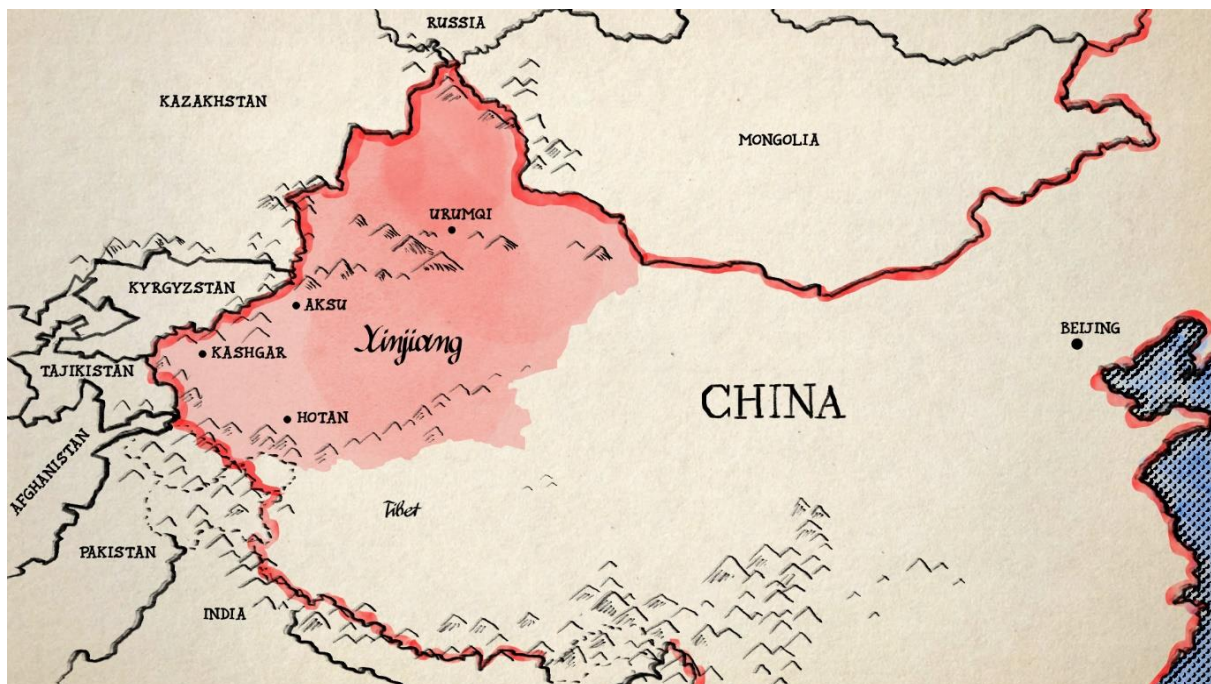 RUSSIA
KAZAKHSTAN
MONGOLIA
URUMQI
KYRGYZSTAN
AKSU
BEIJING
Xinjiang
KASHGAR
TAJIKISTAN
CHINA
HOTAN
AFGHANISTAN
Tibet
PAKISTAN
INDIA